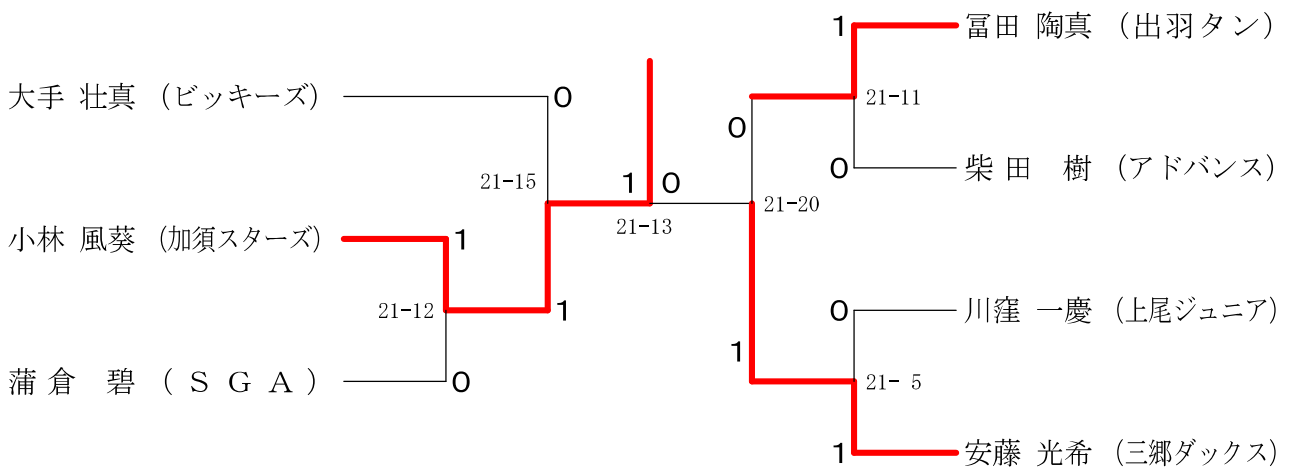 1 冨田 陶真 (出羽タン)
大手 壮真 (ビッキーズ) 0
21-11
0
0 柴田 樹 (アドバンス)
21-15 1 0
21-20
21-13
小林 風葵 (加須スターズ) 1
21-12 1
0 川窪 一慶 (上尾ジュニア)
1
蒲倉 碧 (SGA) 0
21- 5
1 安藤 光希 (三郷ダックス)